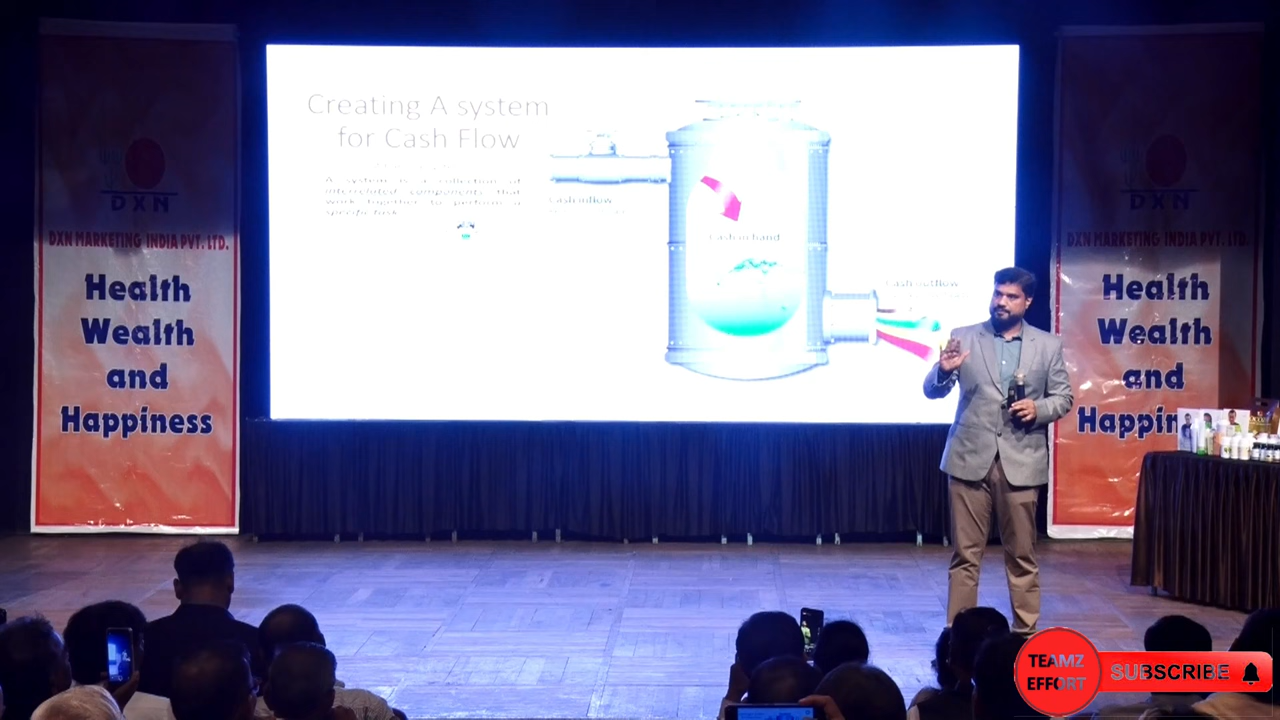 Creating A system
for Cash Flow
A system is a collection of
interrelated components that
work together to perform a
specific task
Cash inflow
Cash in hand
Cash outflow
DXN
DXN MARKETING INDIA PVT. LTD.
Health
Wealth
and
Happiness
DXN
DXN MARKETING INDIA PVT. LTD.
Health
Wealth
and
Happin
TEAMZ
EFFORT
SUBSCRIBE